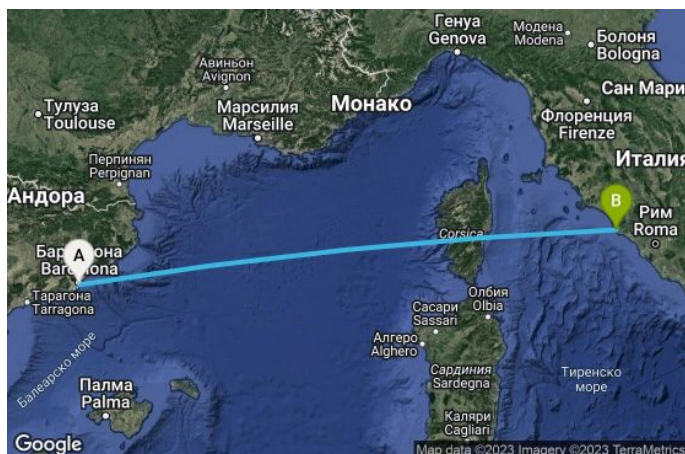 Генуа
Genova
Модена
Modena
Болоня
Bologna
Авиньон
Avignon
Сан Мари
Тулуза
Toulouse
Марсилия
Marseille
Монако
Флоренция
Firenze
Перпинян
Perpignan
Италия
Андора
B
Рим
Roma
Corsica
A
Barcelona
Тарагона
Tarragona
Олбия
Olbia
Сасари
Sassari
Алгеро
Alghero
Балеарско море
Тиренско
море
Сардиния
Sardegna
Палма
Palma
Каляри
Cagliari
Google
Map data ©2023 Imagery ©2023 TerraMetrics